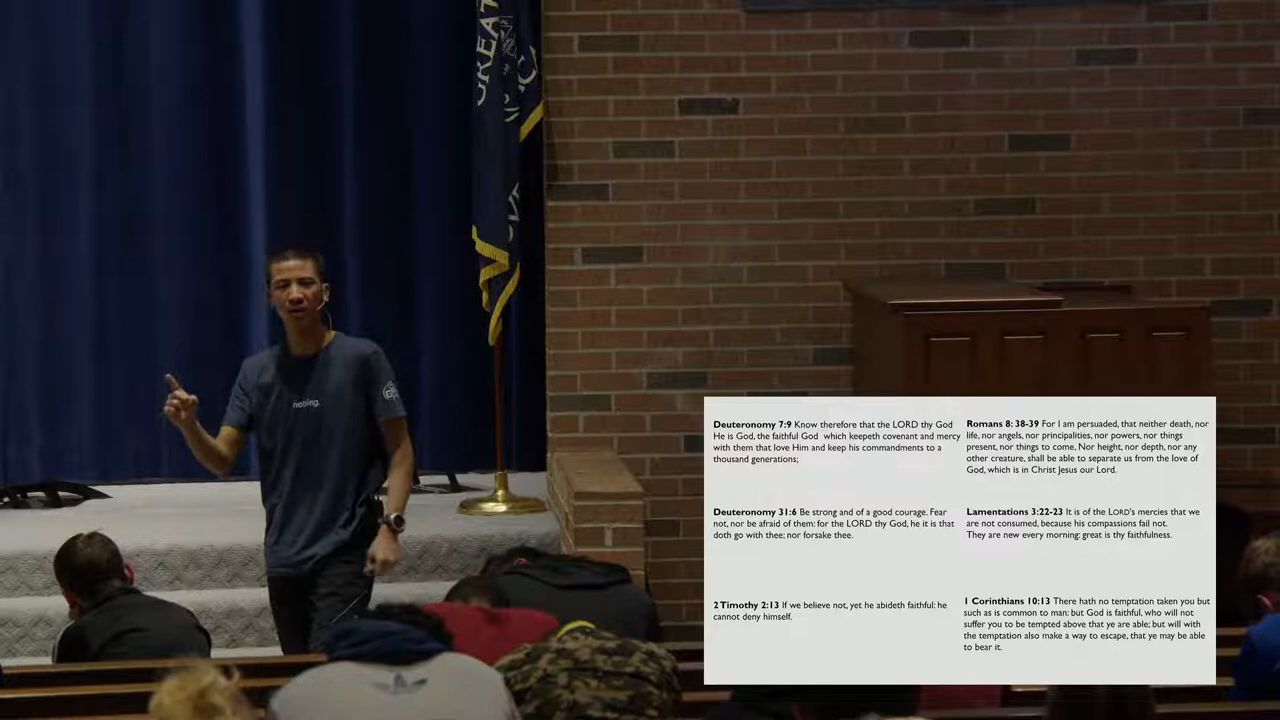 GREAT
nothing.
Deuteronomy 7:9 Know therefore that the LORD thy God
He is God, the faithful God which keepeth covenant and mercy
with them that love Him and keep his commandments to a
thousand generations;
Deuteronomy 31:6 Be strong and of a good courage. Fear
not, nor be afraid of them: for the LORD thy God, he it is that
doth go with thee; nor forsake thee.
2 Timothy 2:13 If we believe not, yet he abideth faithful: he
cannot deny himself.
Romans 8: 38-39 For I am persuaded, that neither death, nor
life, nor angels, nor principalities, nor powers, nor things
present, nor things to come, Nor height, nor depth, nor any
other creature, shall be able to separate us from the love of
God, which is in Christ Jesus our Lord.
Lamentations 3:22-23 It is of the LORD's mercies that we
are not consumed, because his compassions fail not.
They are new every morning: great is thy faithfulness.
1 Corinthians 10:13 There hath no temptation taken you but
such as is common to man: but God is faithful, who will not
suffer you to be tempted above that ye are able; but will with
the temptation also make a way to escape, that ye may be able
to bear it.